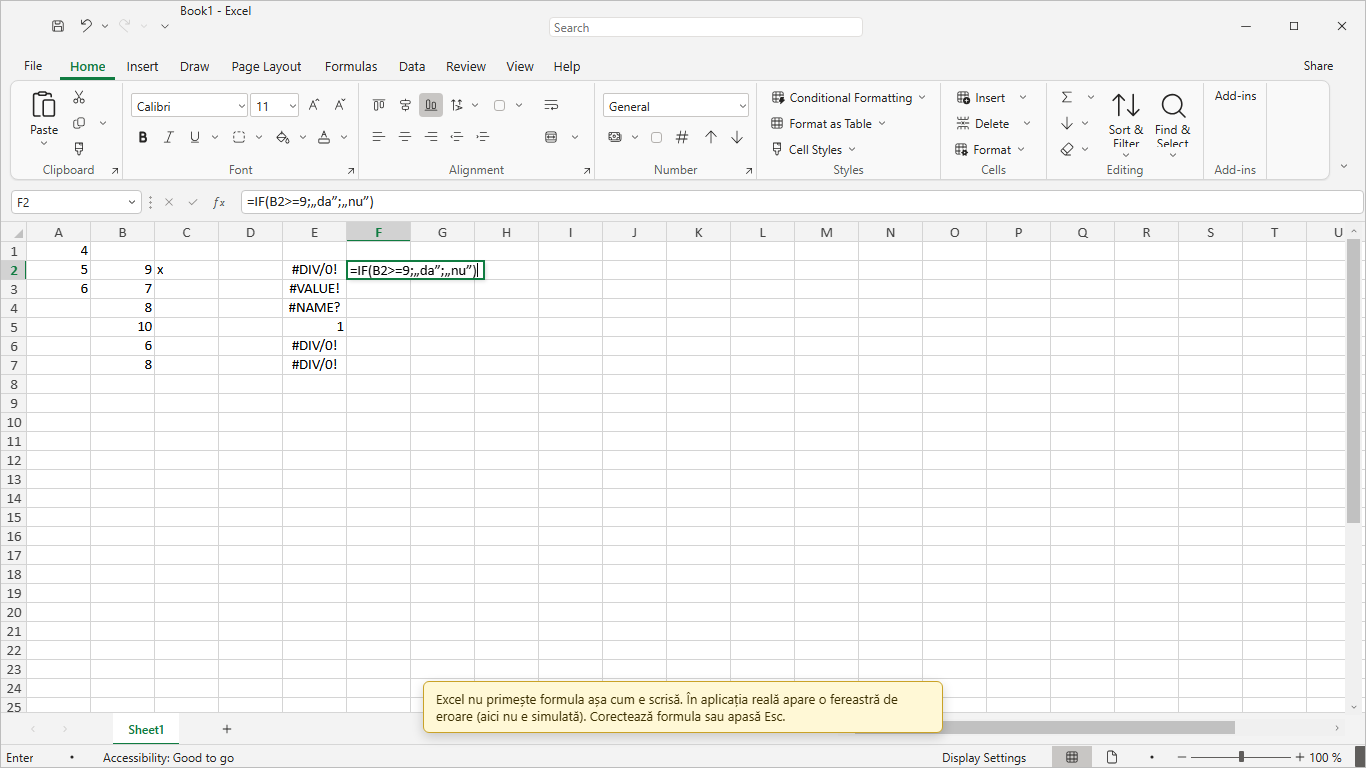 Book1 - Excel
Search
File Home Insert Draw Page Layout Formulas Data Review View Help Share
Paste
Clipboard
Calibri 11
B I U A
Font
Alignment
General
Number
Conditional Formatting
Format as Table
Cell Styles
Styles
Insert
Delete
Format
Cells
Sort &
Filter
Find &
Select
Editing
Add-ins
Add-ins
F2 fx =IF(B2>=9;„da”;„nu”)
A B C D E F G H I J K L M N O P Q R S T U
1 4
2 5 9 x #DIV/0! =IF(B2>=9;„da”;„nu”)
3 6 7 #VALUE!
4 8 #NAME?
5 10 1
6 6 #DIV/0!
7 8 #DIV/0!
8
9
10
11
12
13
14
15
16
17
18
19
20
21
22
23
24
25
Excel nu primește formula așa cum e scrisă. În aplicația reală apare o fereastră de
eroare (aici nu e simulată). Corectează formula sau apasă Esc.
Sheet1
Enter Accessibility: Good to go Display Settings 100 %